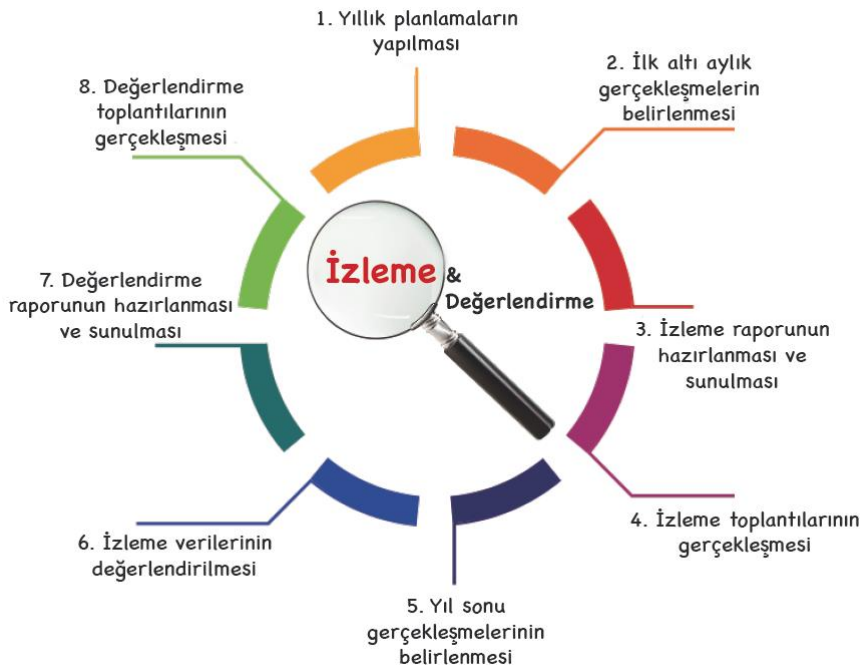 1. Yıllık planlamaların
yapılması
2. İlk altı aylık
gerçekleşmelerin
belirlenmesi
3. İzleme raporunun
hazırlanması ve
sunulması
4. İzleme toplantılarının
gerçekleşmesi
5. Yıl sonu
gerçekleşmelerinin
belirlenmesi
6. İzleme verilerinin
değerlendirilmesi
7. Değerlendirme
raporunun hazırlanması
ve sunulması
8. Değerlendirme
toplantılarının
gerçekleşmesi
İzleme &
Değerlendirme